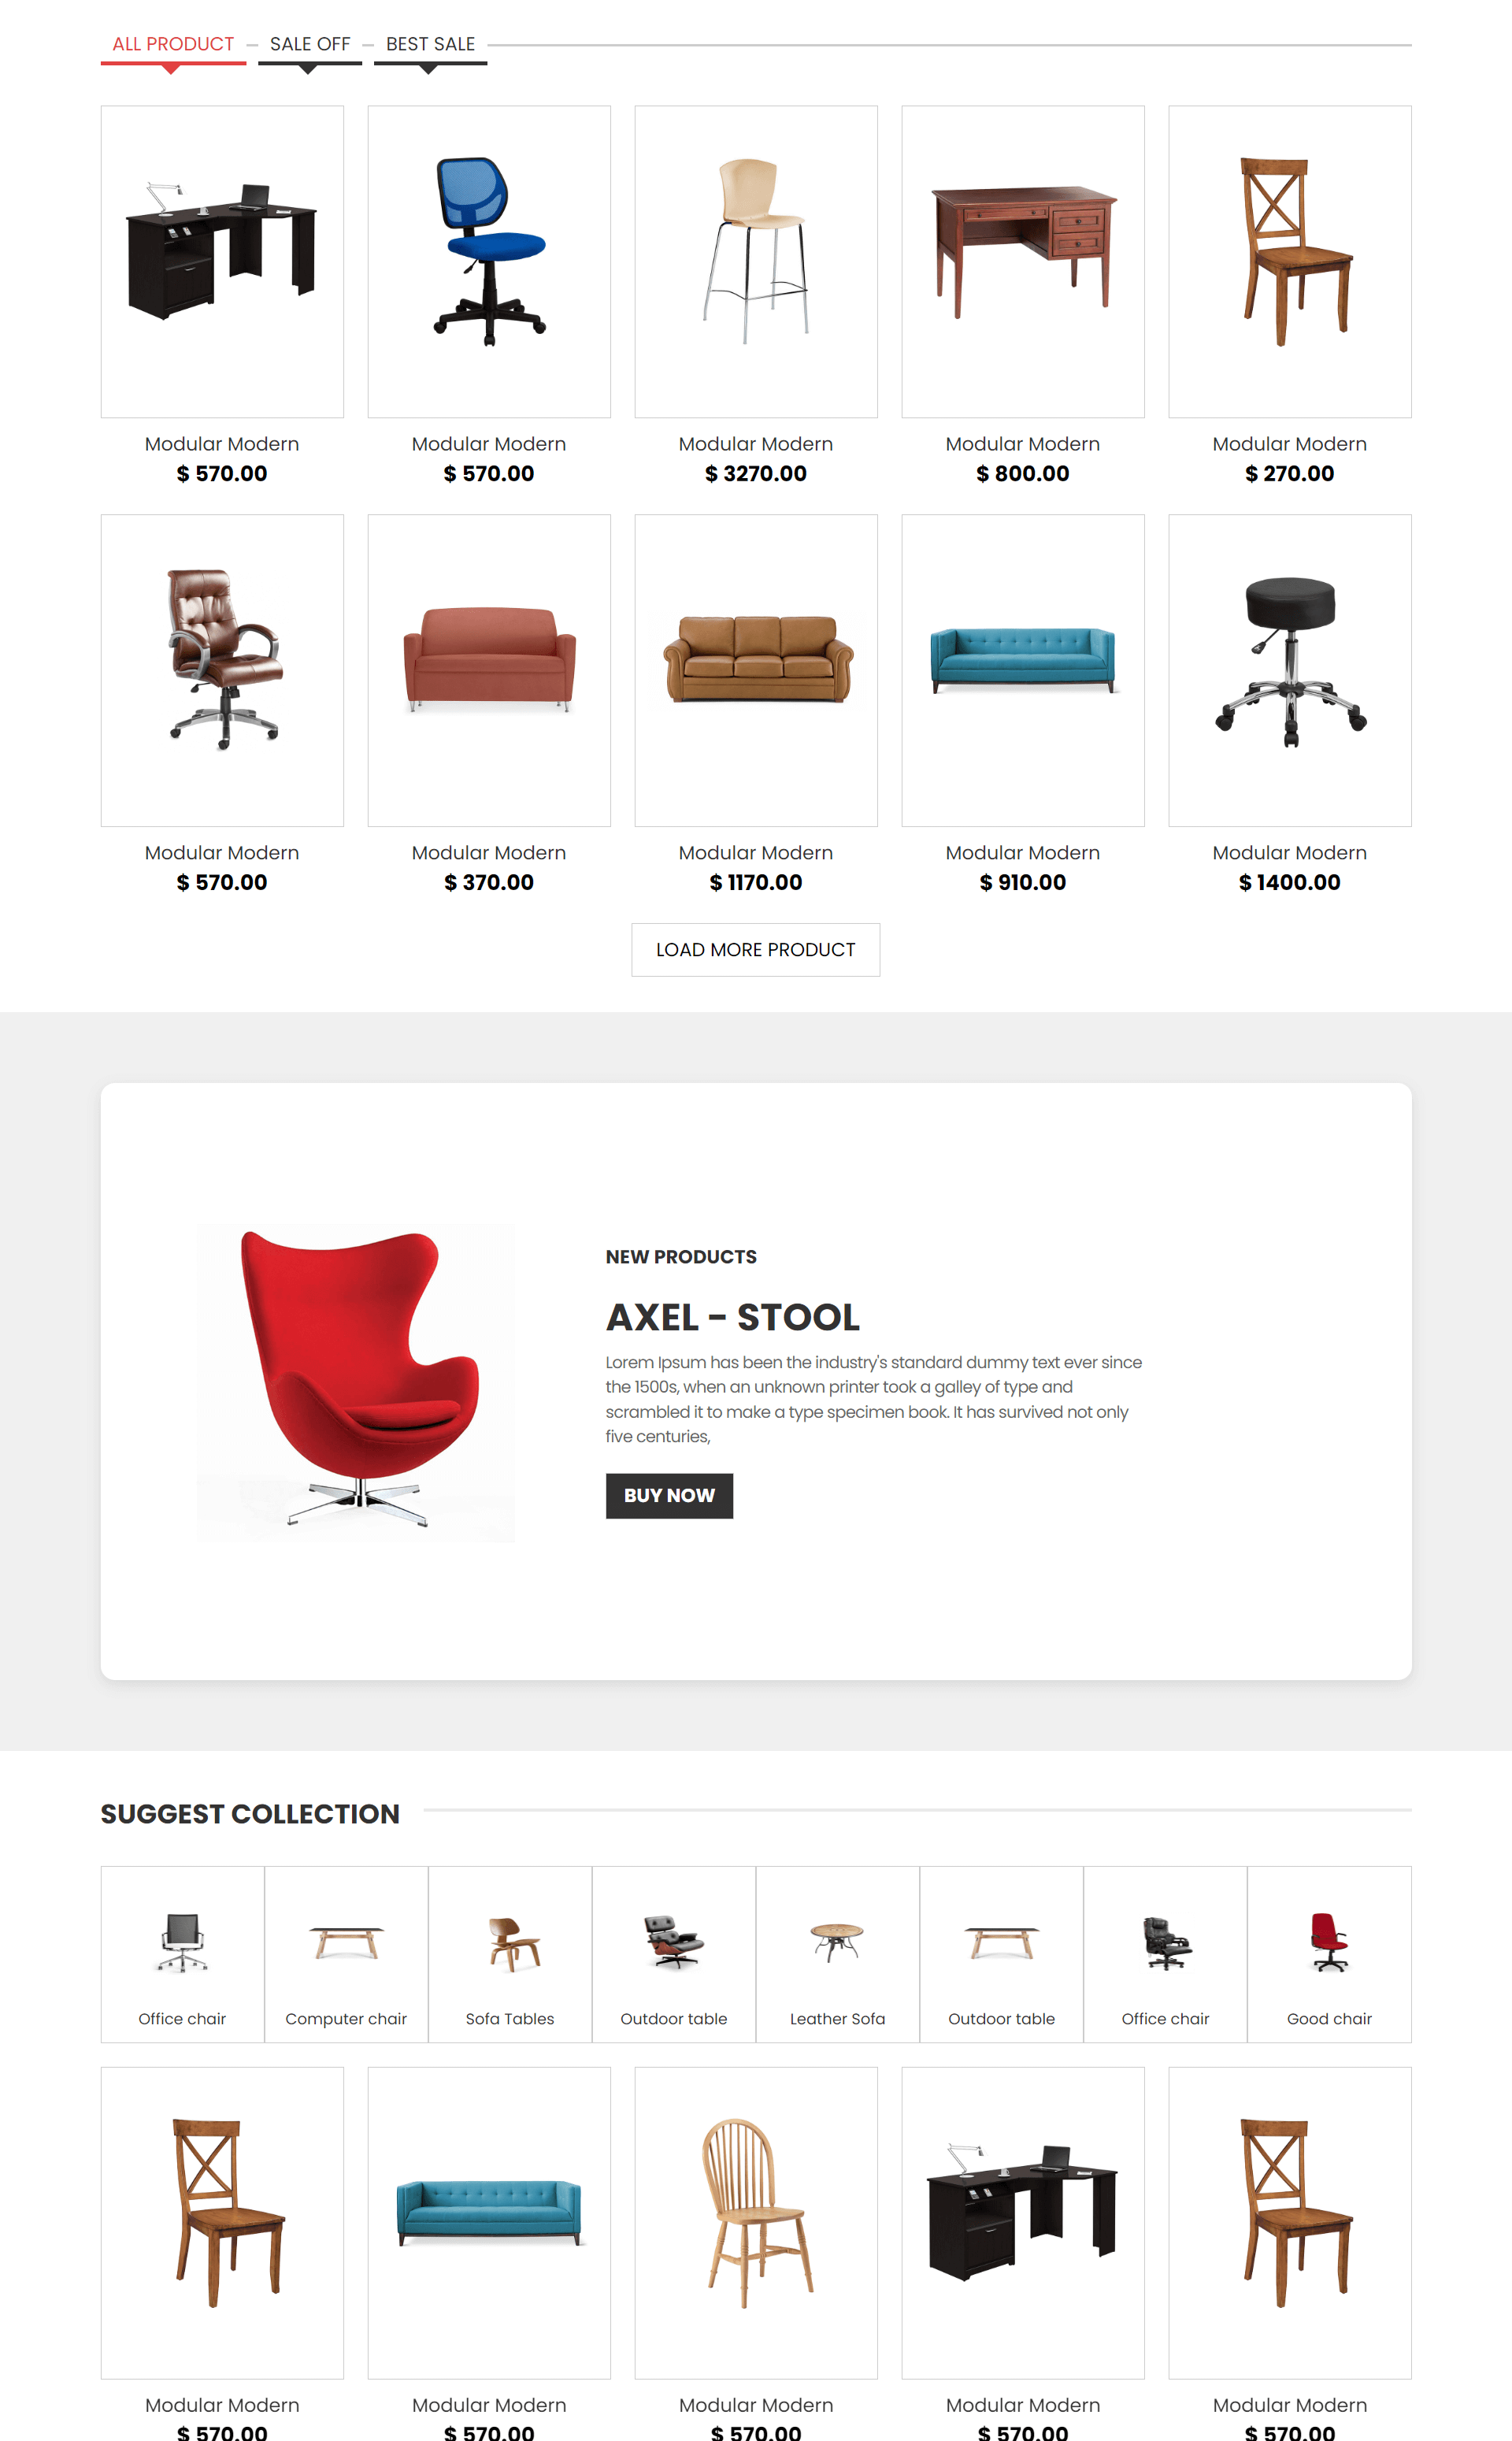 ALL PRODUCT SALE OFF BEST SALE
Modular Modern Modular Modern Modular Modern Modular Modern Modular Modern
$ 570.00 $ 570.00 $ 3270.00 $ 800.00 $ 270.00
Modular Modern Modular Modern Modular Modern Modular Modern Modular Modern
$ 570.00 $ 370.00 $ 1170.00 $ 910.00 $ 1400.00
LOAD MORE PRODUCT
NEW PRODUCTS
AXEL - STOOL
Lorem Ipsum has been the industry's standard dummy text ever since
the 1500s, when an unknown printer took a galley of type and
scrambled it to make a type specimen book. It has survived not only
five centuries,
BUY NOW
SUGGEST COLLECTION
Office chair Computer chair Sofa Tables Outdoor table Leather Sofa Outdoor table Office chair Good chair
Modular Modern Modular Modern Modular Modern Modular Modern Modular Modern
$ 570.00 $ 570.00 $ 570.00 $ 570.00 $ 570.00